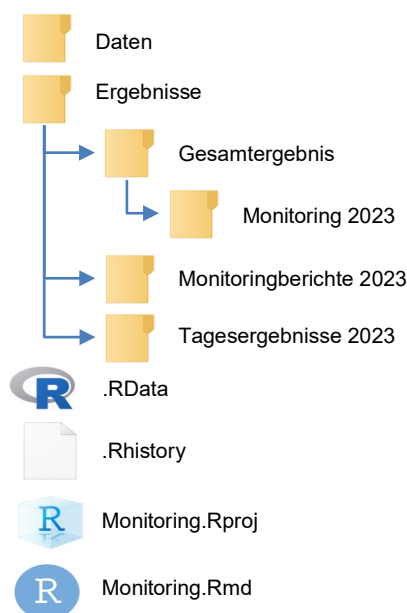 Daten
Ergebnisse
Gesamtergebnis
Monitoring 2023
Monitoringberichte 2023
Tagesergebnisse 2023
R .RData
.Rhistory
R Monitoring.Rproj
R Monitoring.Rmd